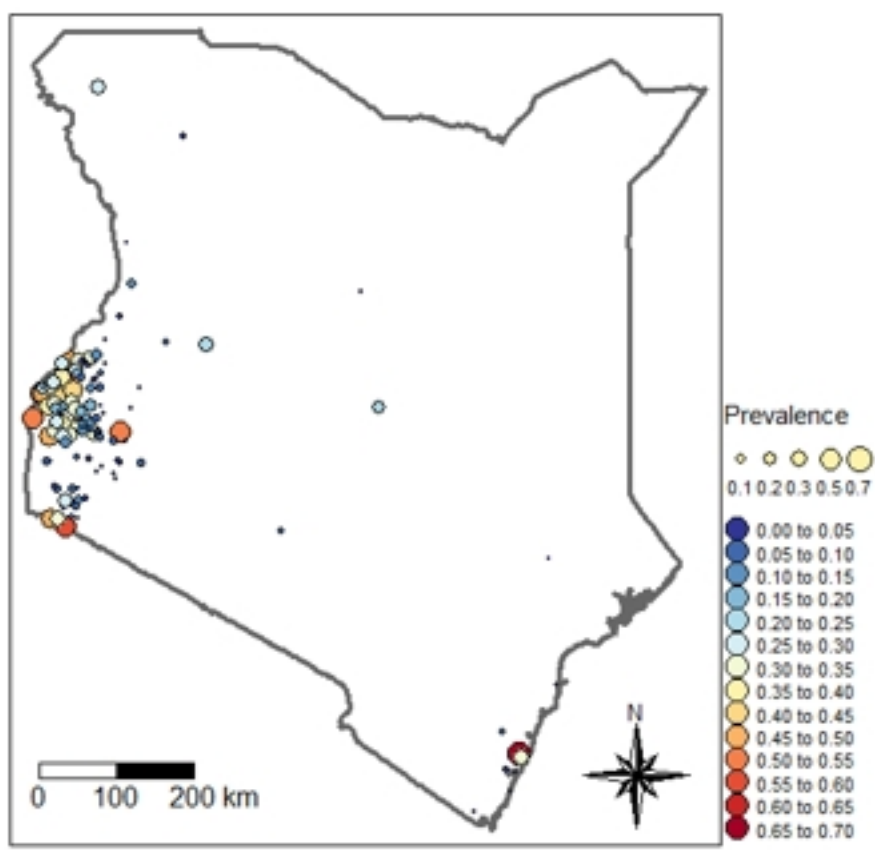 Prevalence
0.1 0.2 0.3 0.5 0.7
0.00 to 0.05
0.05 to 0.10
0.10 to 0.15
0.15 to 0.20
0.20 to 0.25
0.25 to 0.30
0.30 to 0.35
0.35 to 0.40
0.40 to 0.45
0.45 to 0.50
0.50 to 0.55
0.55 to 0.60
0.60 to 0.65
0.65 to 0.70
N
0 100 200 km